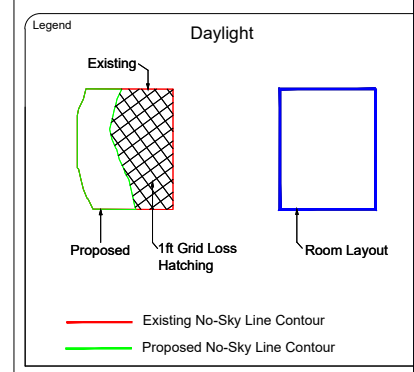 Legend
Daylight
Existing
Proposed
1ft Grid Loss
Hatching
Room Layout
Existing No-Sky Line Contour
Proposed No-Sky Line Contour